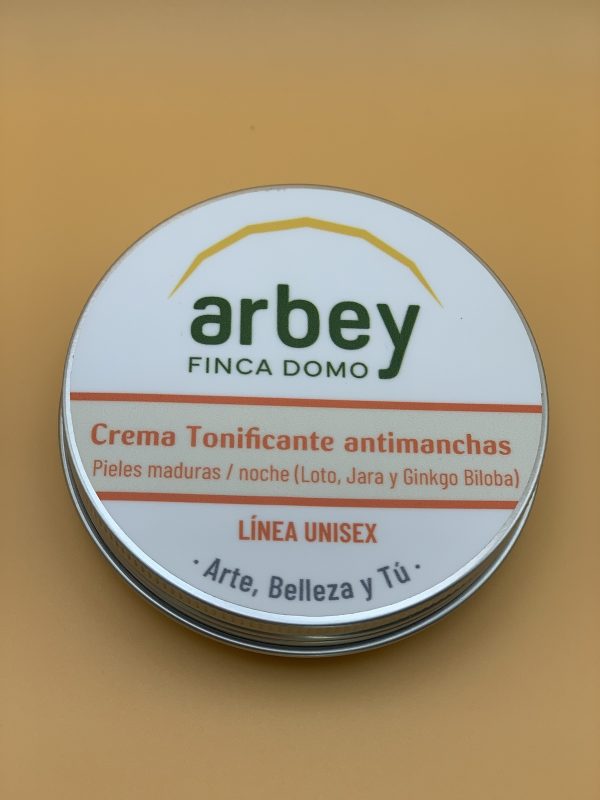 arbey
FINCA DOMO
Crema Tonificante antimanchas
Pieles maduras / noche (Loto, Jara y Ginkgo Biloba)
LÍNEA UNISEX
· Arte, Belleza y Tú ·